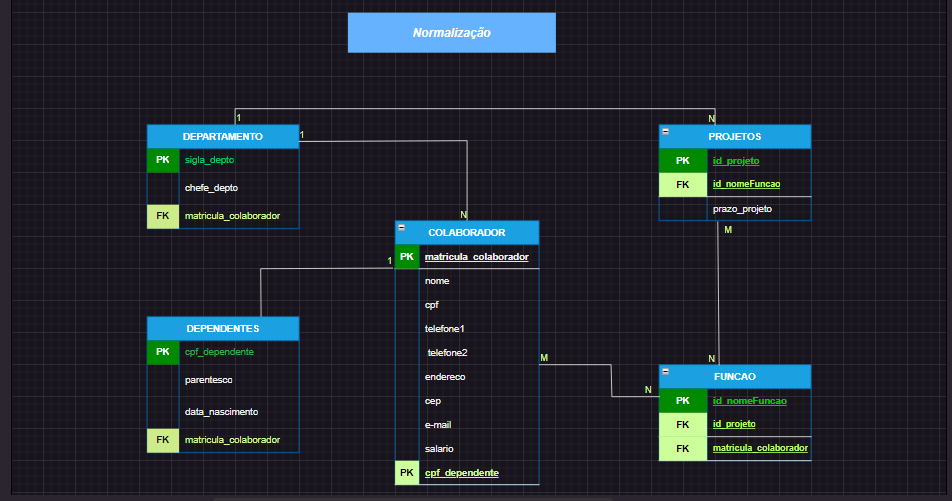 Normalização
1
N
DEPARTAMENTO
PK sigla_depto
chefe_depto
FK matricula_colaborador
1
N
PROJETOS
PK id_projeto
FK id_nomeFuncao
prazo_projeto
M
N
COLABORADOR
PK matricula_colaborador
nome
cpf
telefone1
telefone2
endereco
cep
e-mail
salario
PK cpf_dependente
1
DEPENDENTES
PK cpf_dependente
parentesco
data_nascimento
FK matricula_colaborador
M
N
FUNCAO
PK id_nomeFuncao
FK id_projeto
FK matricula_colaborador